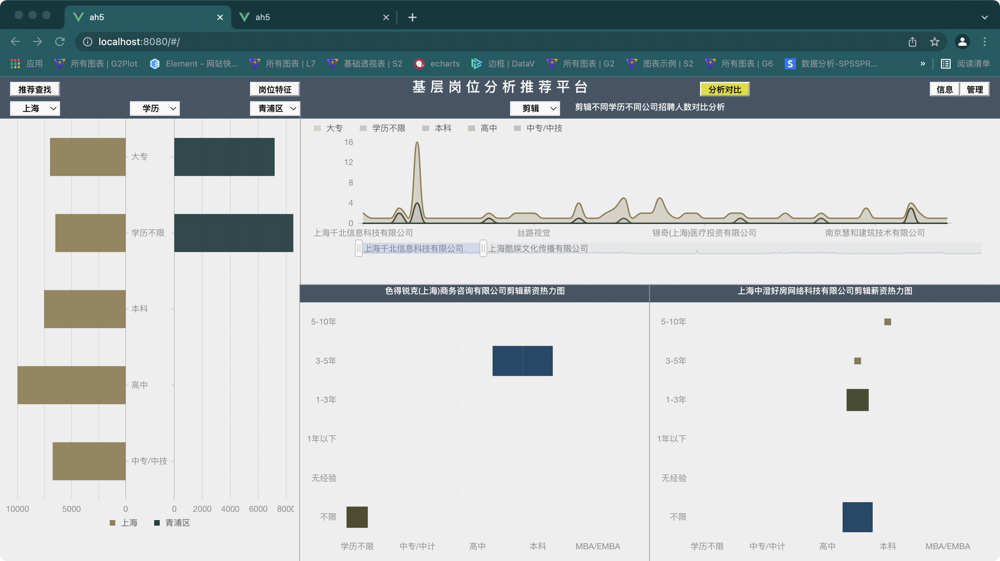 ah5
ah5
localhost:8080/#/
应用
所有图表 | G2Plot
Element - 网站快...
所有图表 | L7
基础透视表 | S2
echarts
边框 | DataV
所有图表 | G2
图表示例 | S2
所有图表 | G6
数据分析-SPSSPR...
»
阅读清单
推荐查找
岗位特征
基层岗位分析推荐平台
分析对比
信息
管理
上海
学历
青浦区
剪辑
剪辑不同学历不同公司招聘人数对比分析
大专
学历不限
本科
高中
中专/中技
10000
5000
0
0
2000
4000
6000
8000
上海
青浦区
大专
学历不限
本科
高中
中专/中技
16
12
8
4
0
上海千北信息科技有限公司
丝路视觉
锦奇(上海)医疗投资有限公司
南京慧和建筑技术有限公司
上海千北信息科技有限公司
上海酷娱文化传播有限公司
色得锐克(上海)商务咨询有限公司剪辑薪资热力图
5-10年
3-5年
1-3年
1年以下
无经验
不限
学历不限
中专/中计
高中
本科
MBA/EMBA
上海中澄好房网络科技有限公司剪辑薪资热力图
5-10年
3-5年
1-3年
1年以下
无经验
不限
学历不限
中专/中计
高中
本科
MBA/EMBA